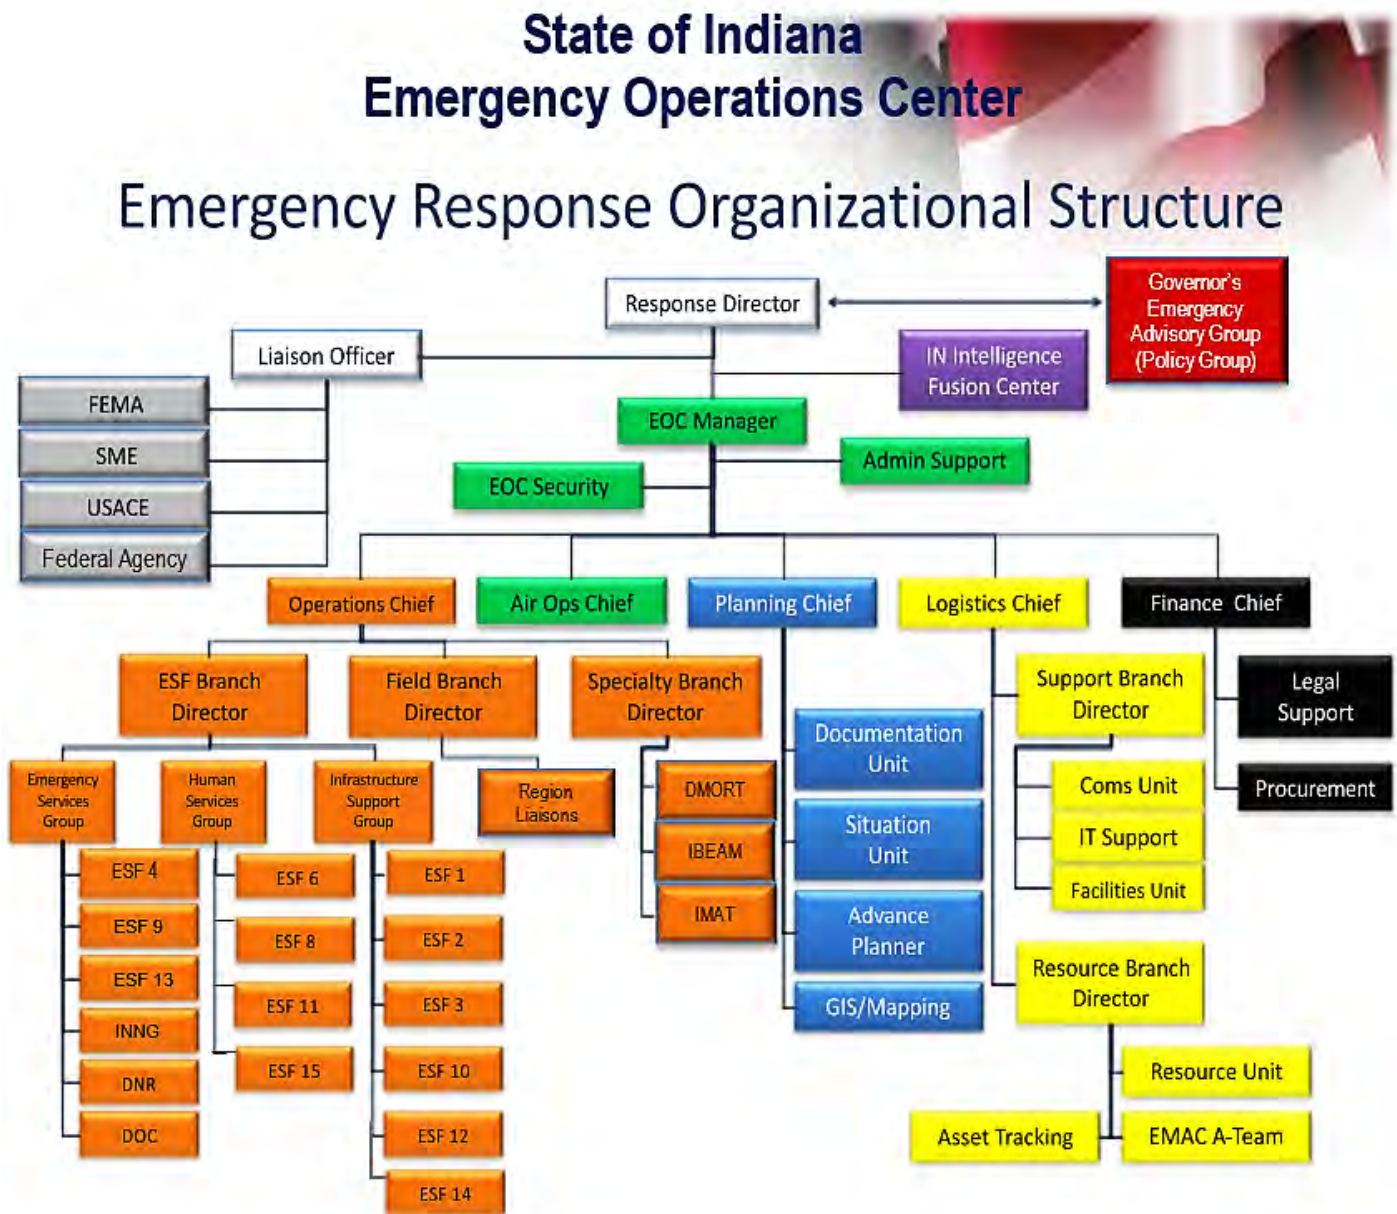 State of Indiana
Emergency Operations Center
Emergency Response Organizational Structure
Response Director
Governor's
Emergency
Advisory Group
(Policy Group)
Liaison Officer
IN Intelligence
Fusion Center
FEMA
SME
USACE
Federal Agency
EOC Manager
Admin Support
EOC Security
Operations Chief
Air Ops Chief
Planning Chief
Logistics Chief
Finance Chief
ESF Branch
Director
Field Branch
Director
Specialty Branch
Director
Emergency
Services
Group
Human
Services
Group
Infrastructure
Support
Group
Region
Liaisons
ESF 4
ESF 9
ESF 13
INNG
DNR
DOC
ESF 6
ESF 8
ESF 11
ESF 15
ESF 1
ESF 2
ESF 3
ESF 10
ESF 12
ESF 14
DMORT
IBEAM
IMAT
Documentation
Unit
Situation
Unit
Advance
Planner
GIS/Mapping
Support Branch
Director
Coms Unit
IT Support
Facilities Unit
Resource Branch
Director
Resource Unit
Asset Tracking
EMAC A-Team
Legal
Support
Procurement